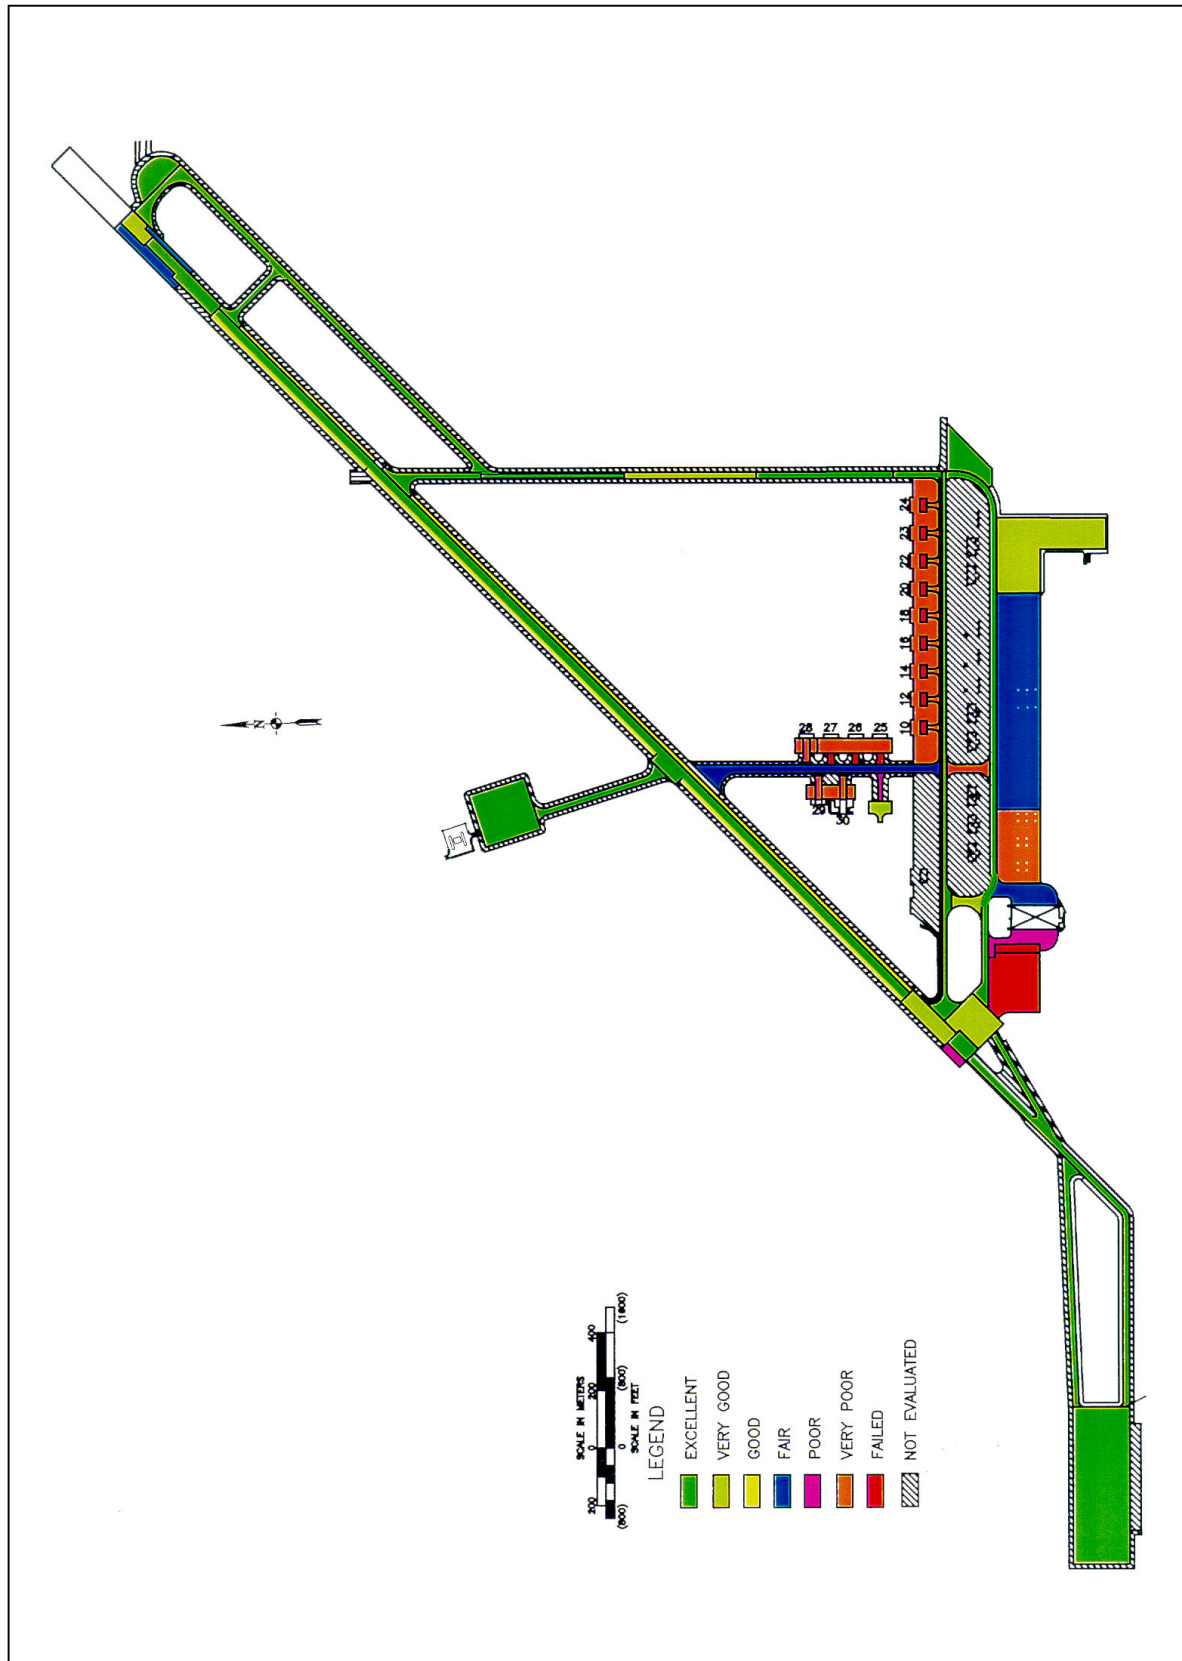 N
24
23
22
20
18
16
14
12
10
28
27
26
25
29
30
SCALE IN METERS
200 0 200 400
(800) 0 (800) (1600)
SCALE IN FEET
LEGEND
EXCELLENT
VERY GOOD
GOOD
FAIR
POOR
VERY POOR
FAILED
NOT EVALUATED